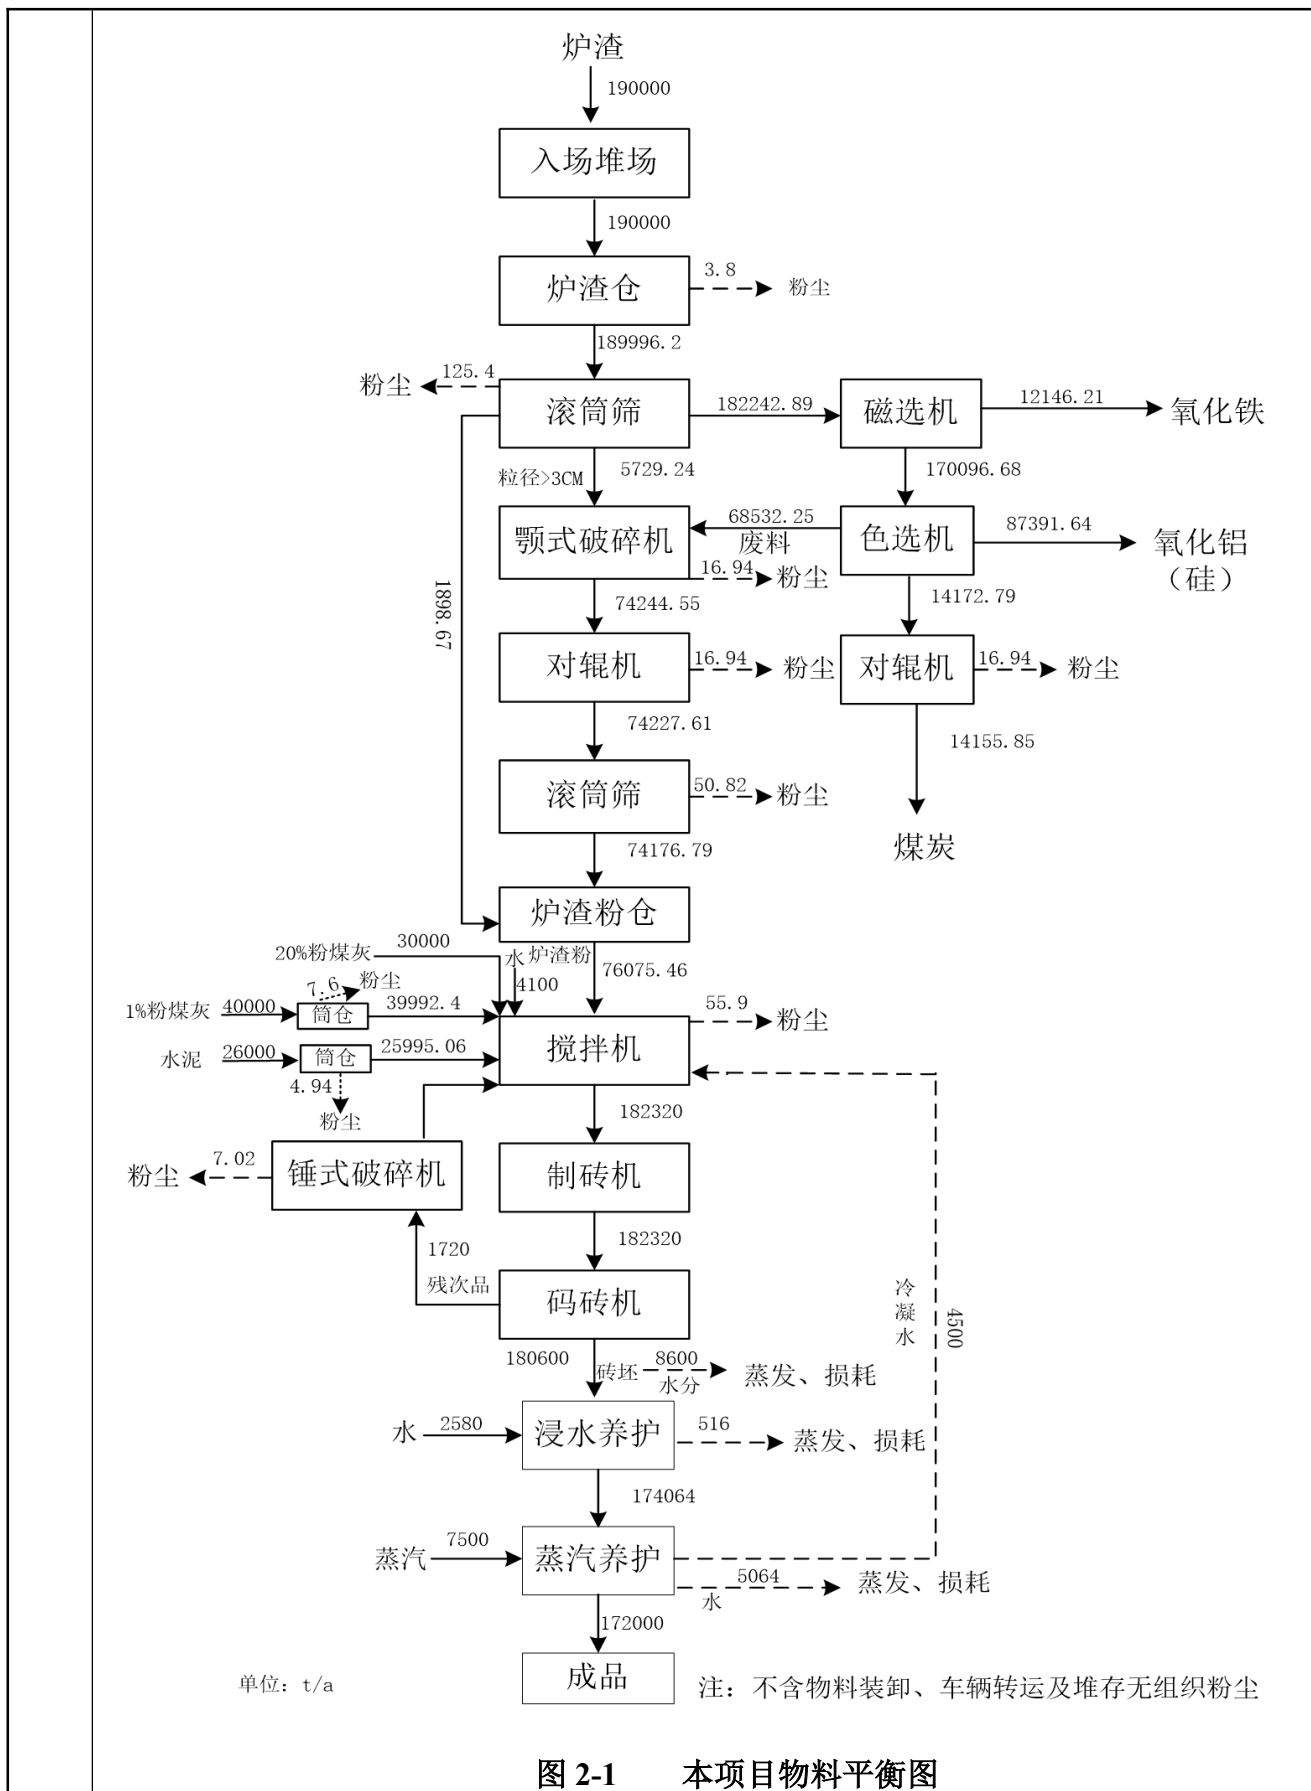 炉渣
190000
入场堆场
190000
炉渣仓
3.8
粉尘
189996.2
粉尘
125.4
滚筒筛
182242.89
磁选机
12146.21
氧化铁
粒径>3CM
5729.24
170096.68
颚式破碎机
68532.25
废料
色选机
87391.64
氧化铝
（硅）
16.94
粉尘
1898.67
74244.55
14172.79
对辊机
16.94
粉尘
对辊机
16.94
粉尘
74227.61
14155.85
滚筒筛
50.82
粉尘
煤炭
74176.79
炉渣粉仓
20%粉煤灰
30000
水
炉渣粉
4100
76075.46
1%粉煤灰
40000
筒仓
7.6
粉尘
39992.4
55.9
粉尘
搅拌机
水泥
26000
筒仓
25995.06
4.94
粉尘
182320
粉尘
7.02
锤式破碎机
制砖机
182320
1720
残次品
码砖机
冷凝水
4500
180600
砖坯
8600
水分
蒸发、损耗
水
2580
浸水养护
516
蒸发、损耗
174064
蒸汽
7500
蒸汽养护
5064
水
蒸发、损耗
172000
成品
单位：t/a
注：不含物料装卸、车辆转运及堆存无组织粉尘
图 2-1 本项目物料平衡图